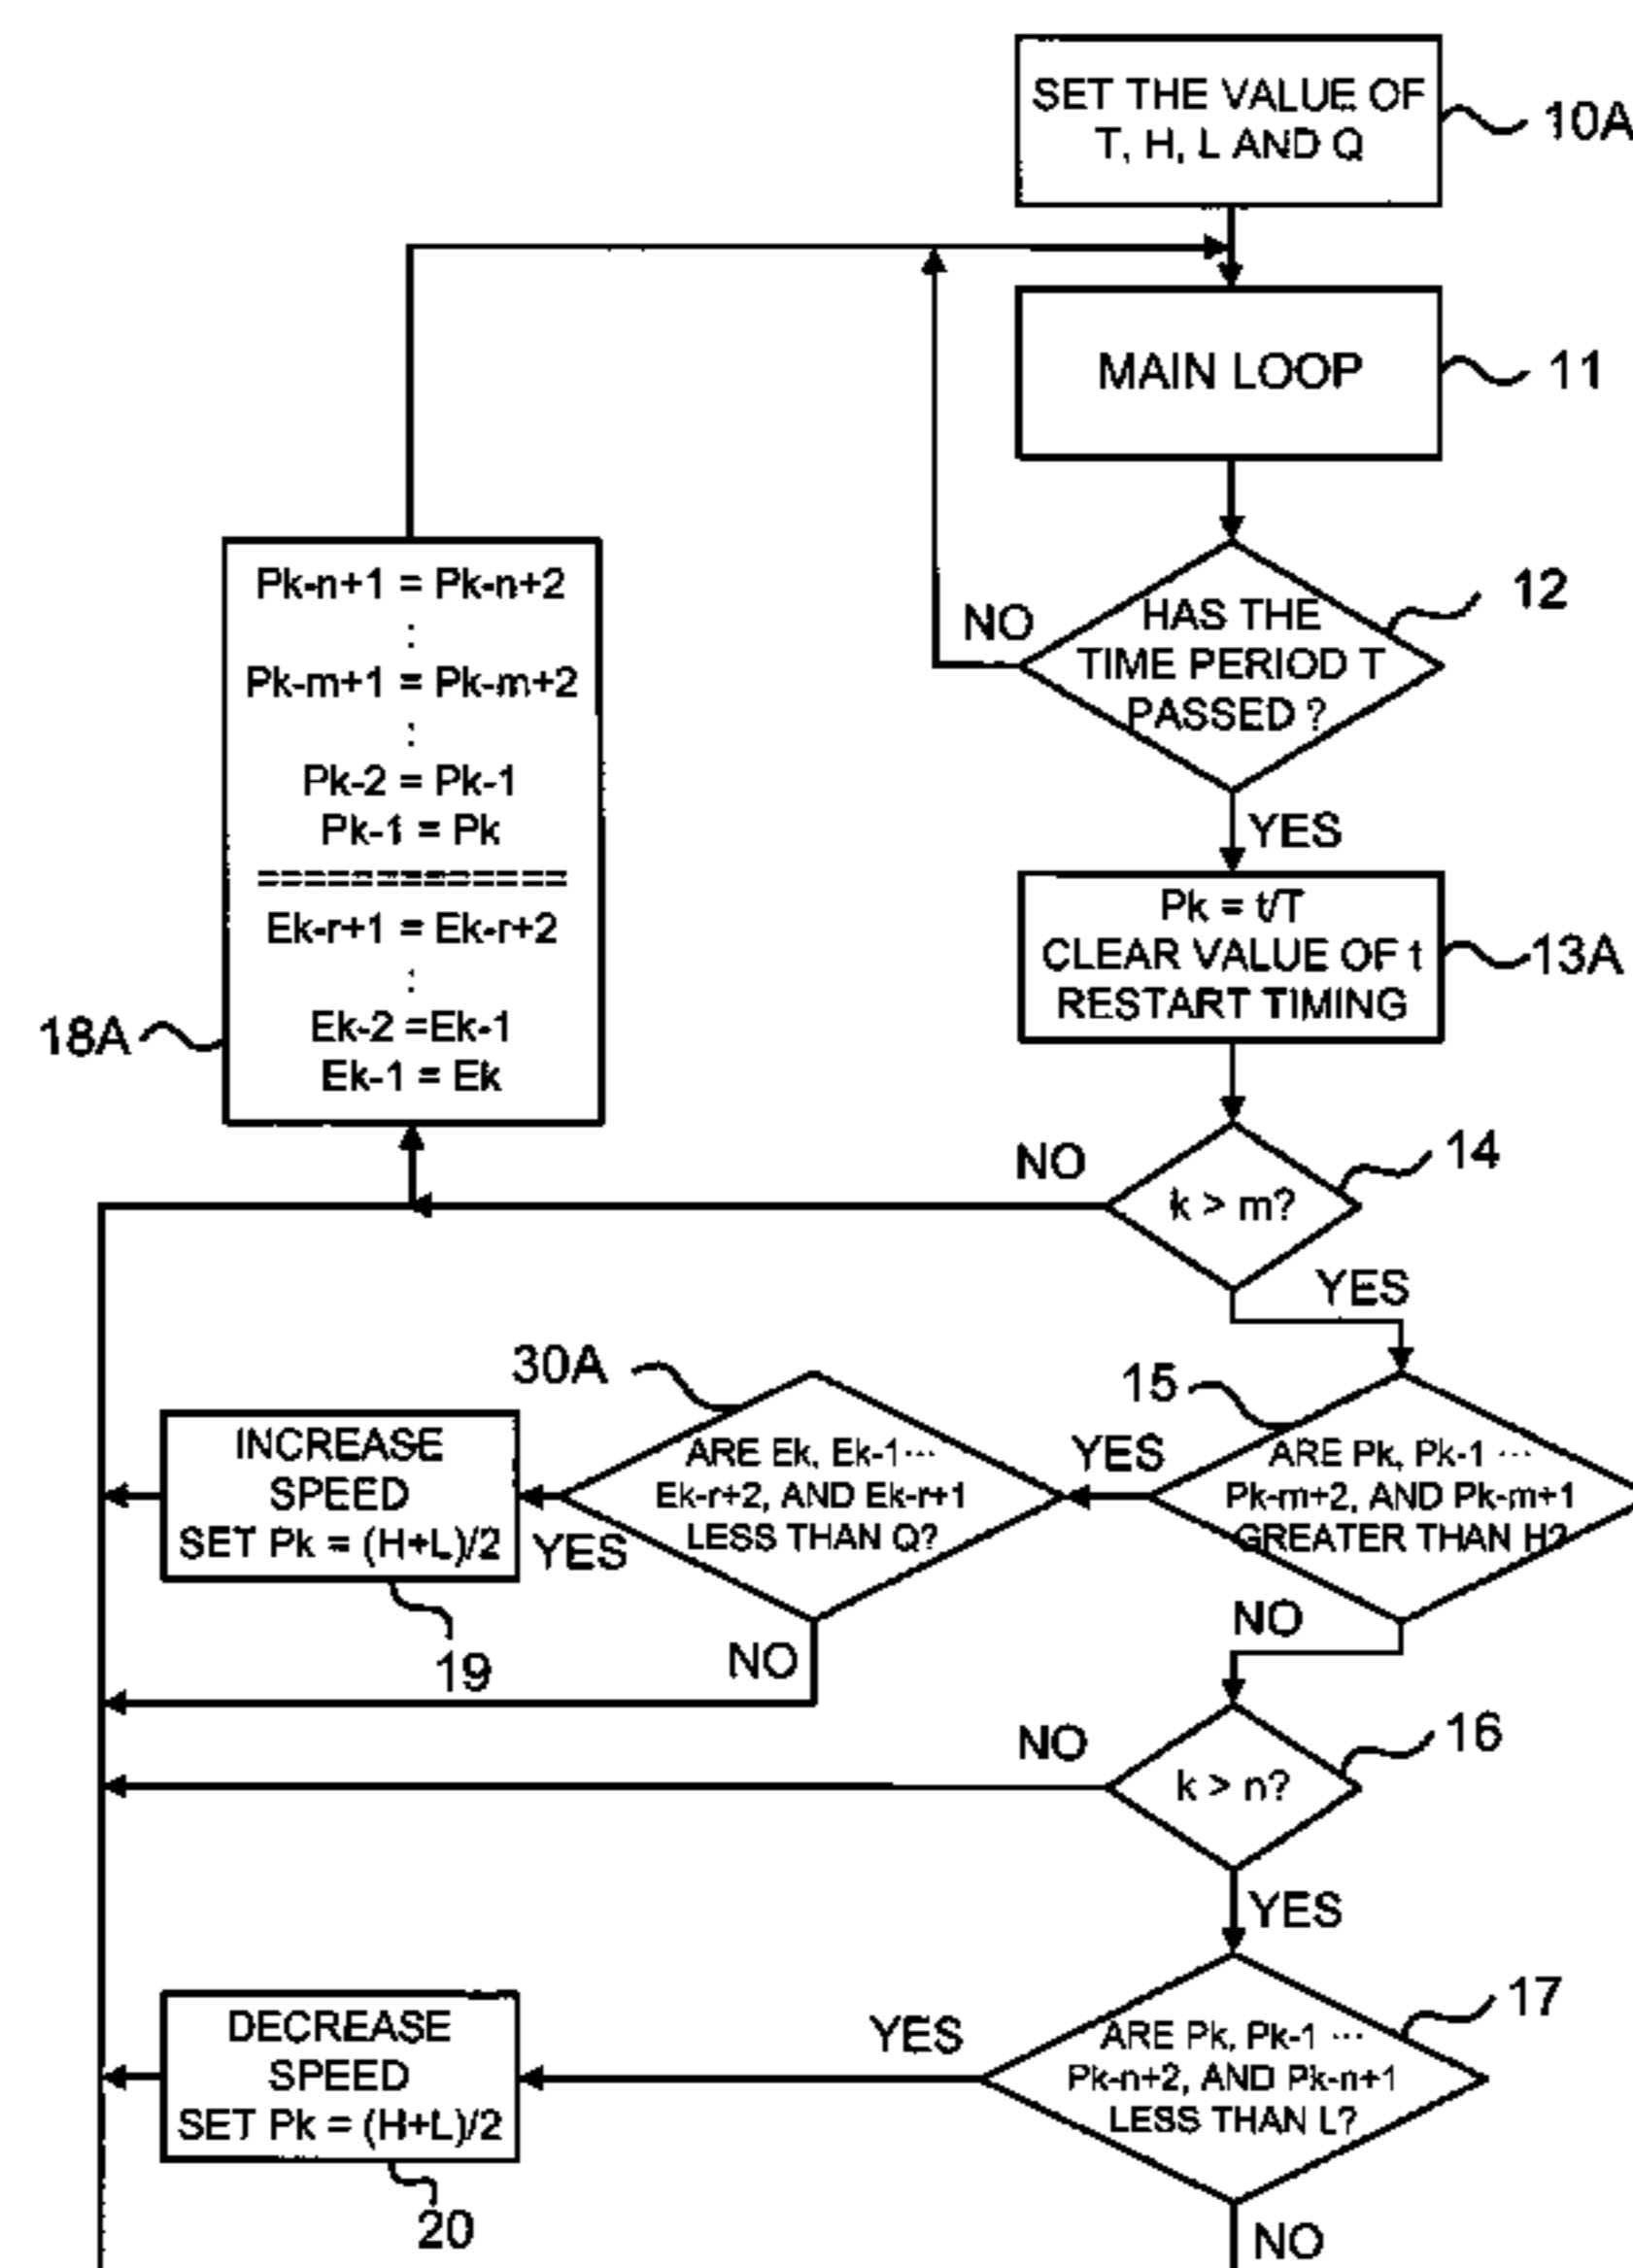 SET THE VALUE OF
T, H, L AND Q
10A
MAIN LOOP
11
Pk-n+1 = Pk-n+2
:
Pk-m+1 = Pk-m+2
:
Pk-2 = Pk-1
Pk-1 = Pk
=============
Ek-r+1 = Ek-r+2
:
Ek-2 =Ek-1
Ek-1 = Ek
18A
HAS THE
TIME PERIOD T
PASSED ?
12
NO
YES
Pk = t/T
CLEAR VALUE OF t
RESTART TIMING
13A
k > m?
14
NO
YES
ARE Pk, Pk-1 ...
Pk-m+2, AND Pk-m+1
GREATER THAN H?
15
YES
NO
ARE Ek, Ek-1...
Ek-r+2, AND Ek-r+1
LESS THAN Q?
30A
YES
NO
INCREASE
SPEED
SET Pk = (H+L)/2
19
k > n?
16
NO
YES
ARE Pk, Pk-1 ...
Pk-n+2, AND Pk-n+1
LESS THAN L?
17
YES
NO
DECREASE
SPEED
SET Pk = (H+L)/2
20